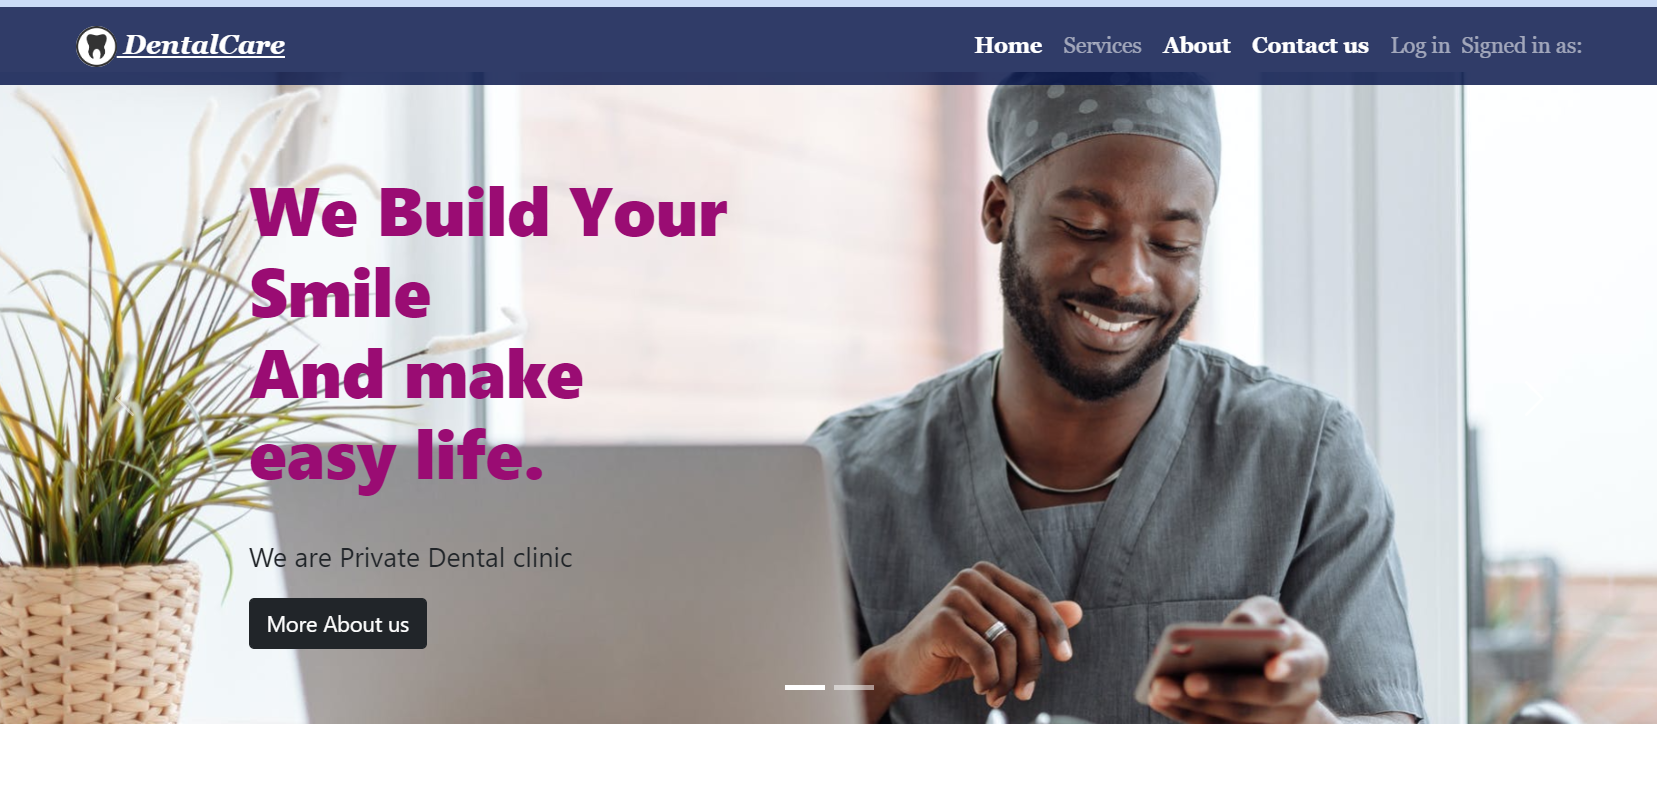 DentalCare
Home Services About Contact us Log in Signed in as:
We Build Your
Smile
And make
easy life.
We are Private Dental clinic
More About us